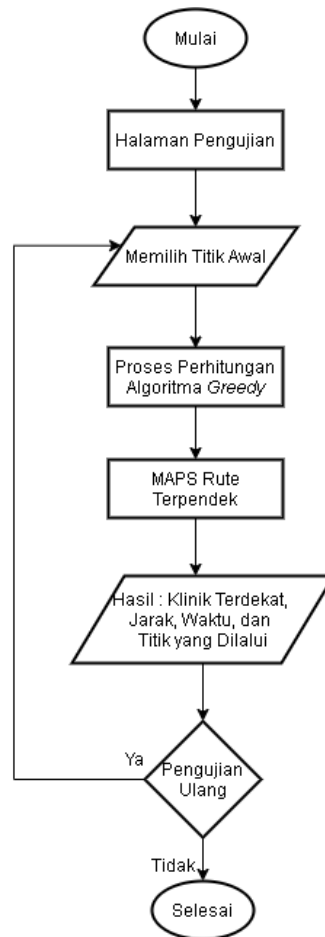 Mulai
Halaman Pengujian
Memilih Titik Awal
Proses Perhitungan
Algoritma Greedy
MAPS Rute
Terpendek
Hasil : Klinik Terdekat,
Jarak, Waktu, dan
Titik yang Dilalui
Ya
Pengujian
Ulang
Tidak
Selesai